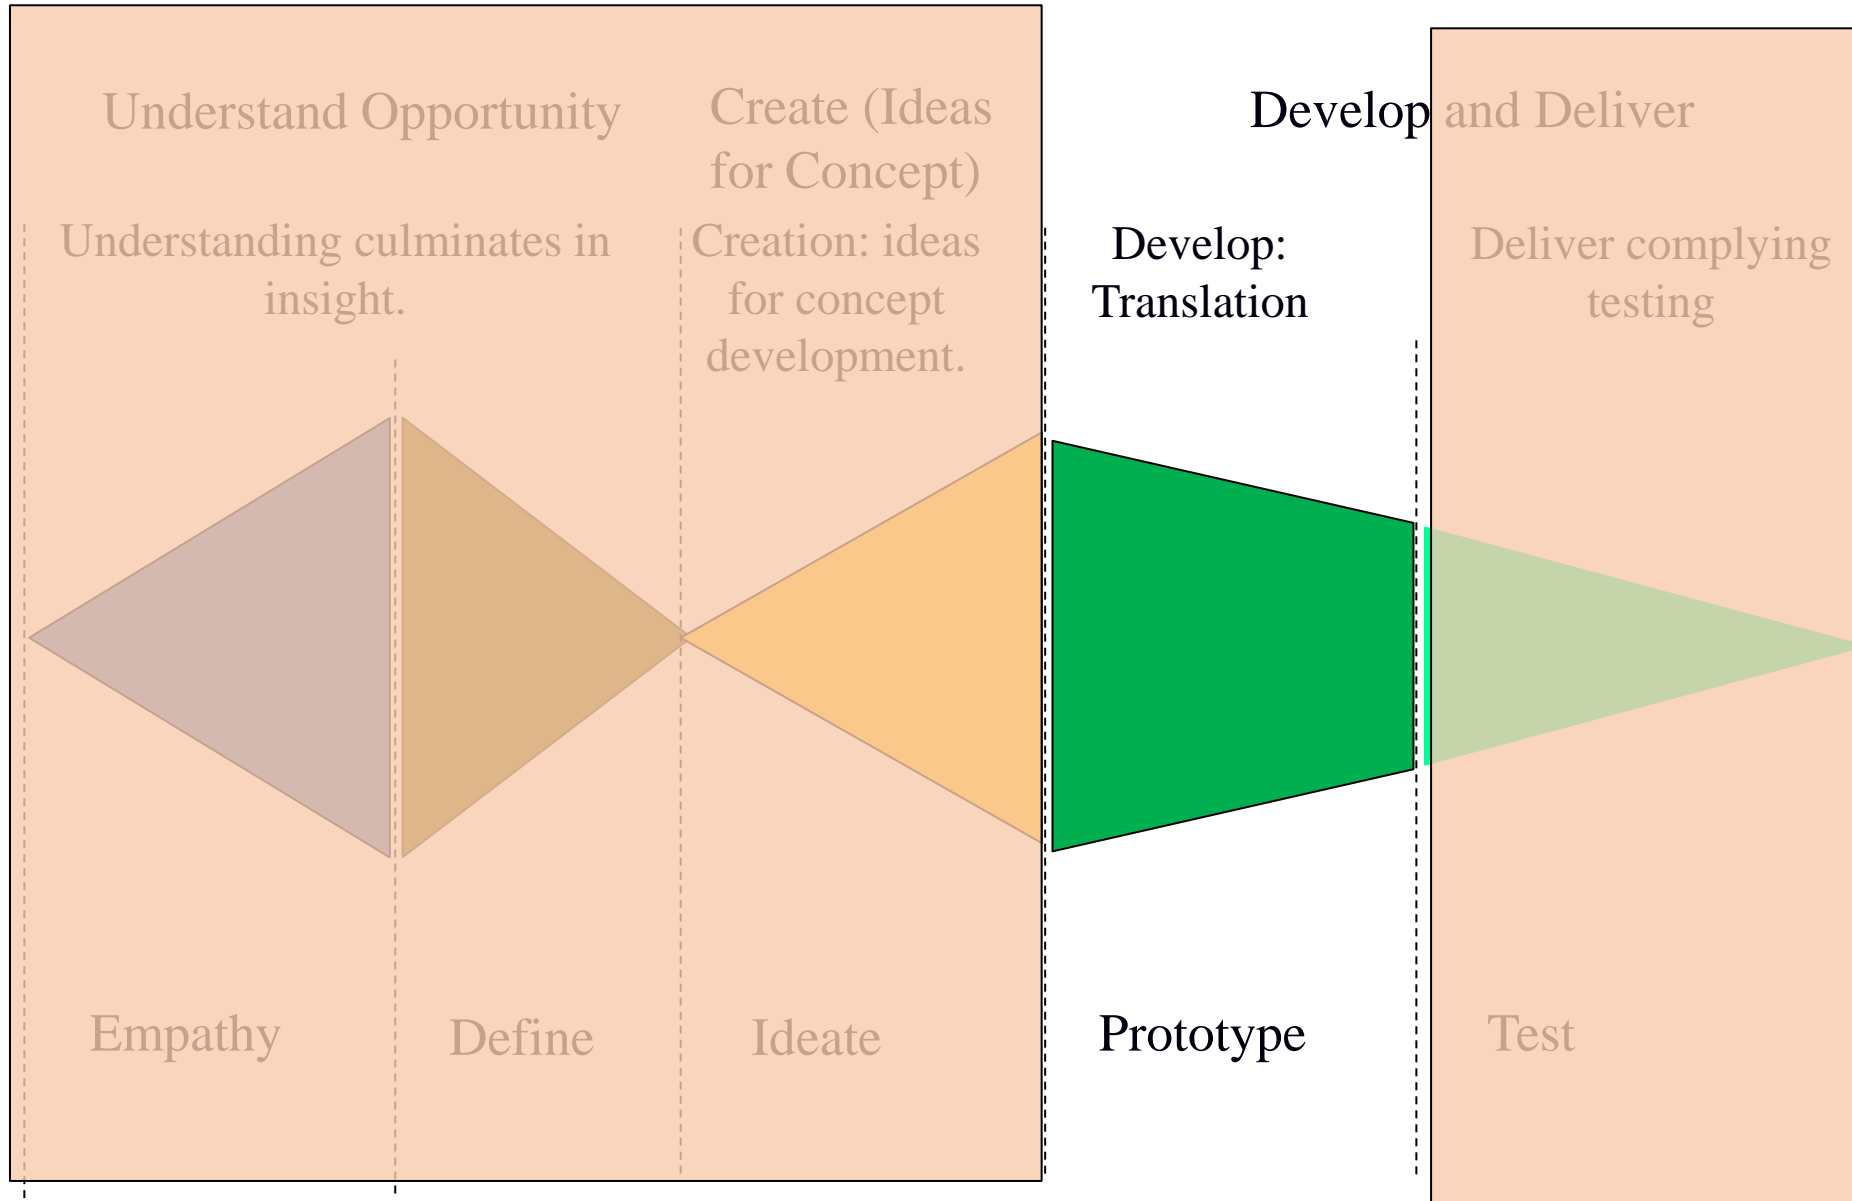 Understand Opportunity
Create (Ideas
for Concept)
Develop and Deliver
Understanding culminates in
insight.
Creation: ideas
for concept
development.
Develop:
Translation
Deliver complying
testing
Empathy
Define
Ideate
Prototype
Test